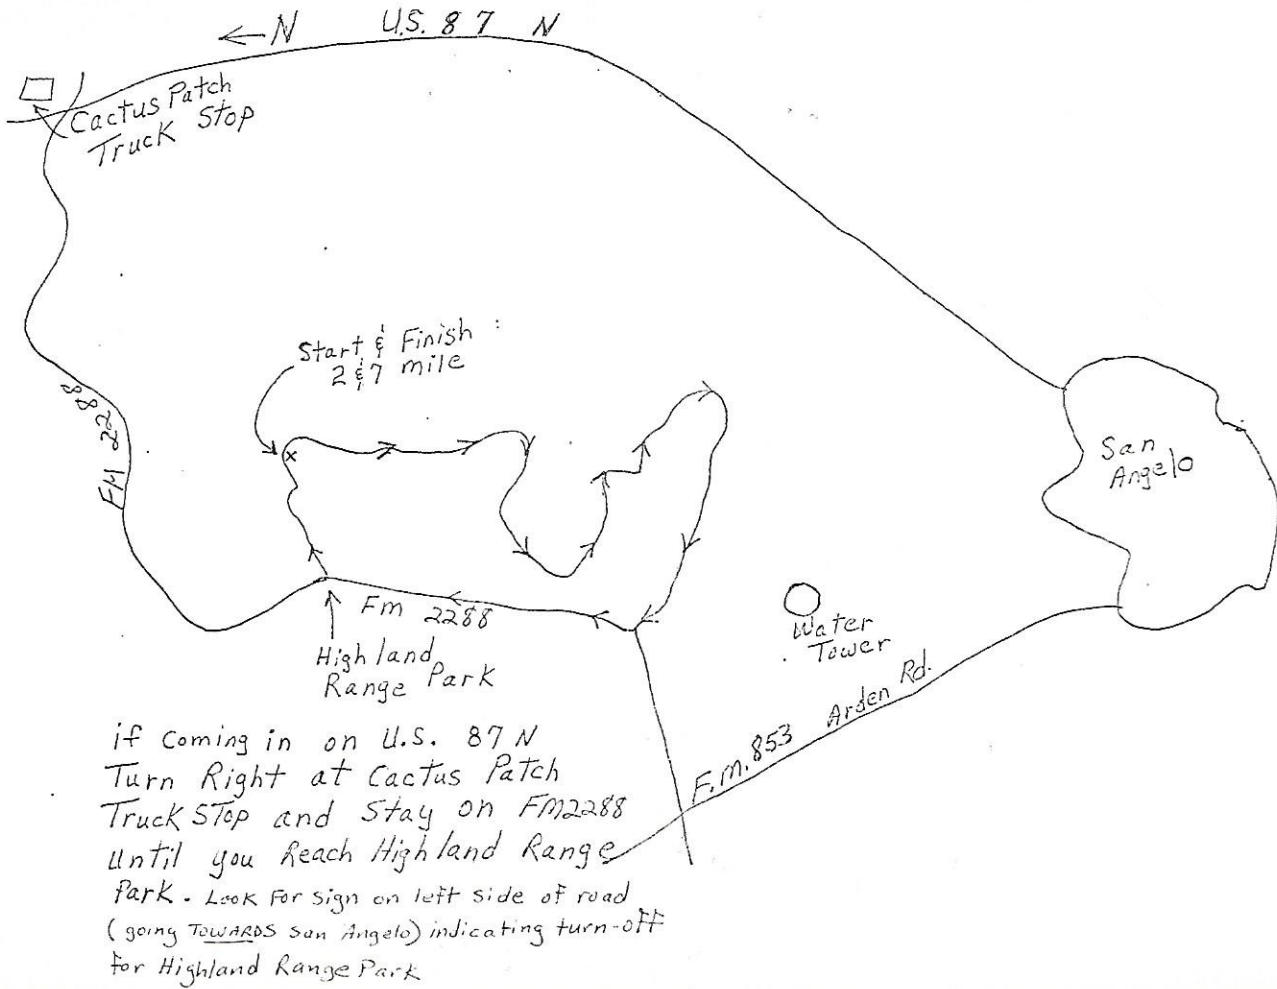 ← N U.S. 87 N
Cactus Patch
Truck Stop
Start & Finish
2 & 7 mile
FM 2288
San
Angelo
Fm 2288
Water
Tower
Highland
Range Park
F.M. 853 Arden Rd.
if coming in on U.S. 87 N
Turn Right at Cactus Patch
Truck STop and Stay on FM2288
until you Reach Highland Range
Park. Look For Sign on left side of road
(going TOWARDS San Angelo) indicating turn-off
for Highland Range Park